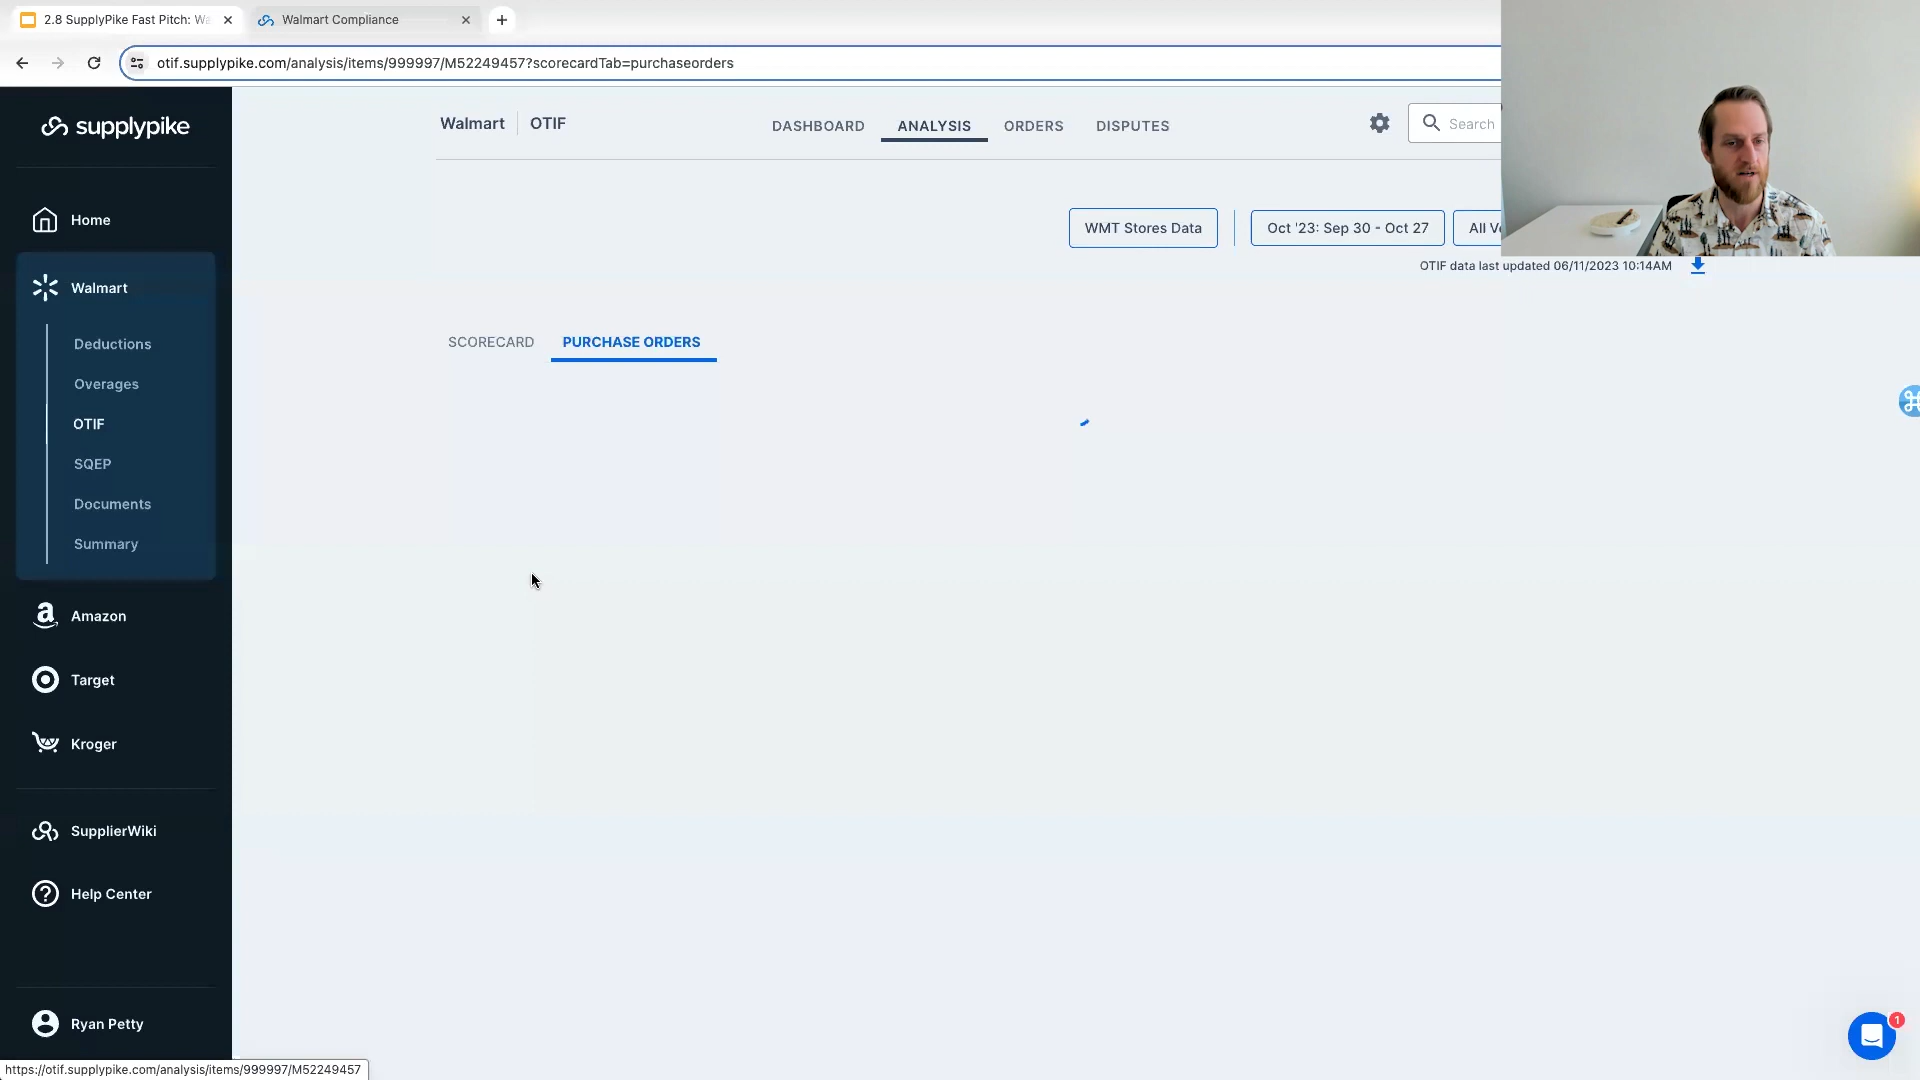 2.8 SupplyPike Fast Pitch: Wa
Walmart Compliance
otif.supplypike.com/analysis/items/999997/M52249457?scorecardTab=purchaseorders
supplypike
Walmart
OTIF
DASHBOARD
ANALYSIS
ORDERS
DISPUTES
Search
Home
WMT Stores Data
Oct '23: Sep 30 - Oct 27
All Ve
OTIF data last updated 06/11/2023 10:14AM
Walmart
SCORECARD
PURCHASE ORDERS
Deductions
Overages
OTIF
SQEP
Documents
Summary
Amazon
Target
Kroger
SupplierWiki
Help Center
Ryan Petty
1
https://otif.supplypike.com/analysis/items/999997/M52249457